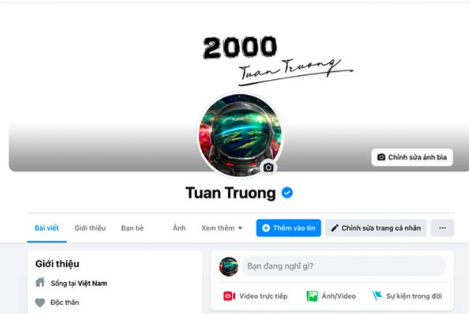 2000
Tuan Truong
Chỉnh sửa ảnh bìa
Tuan Truong
Bài viết Giới thiệu Bạn bè Ảnh Xem thêm Thêm vào tin Chỉnh sửa trang cá nhân ...
Giới thiệu
Sống tại Việt Nam
Độc thân
Bạn đang nghĩ gì?
Video trực tiếp Ảnh/Video Sự kiện trong đời